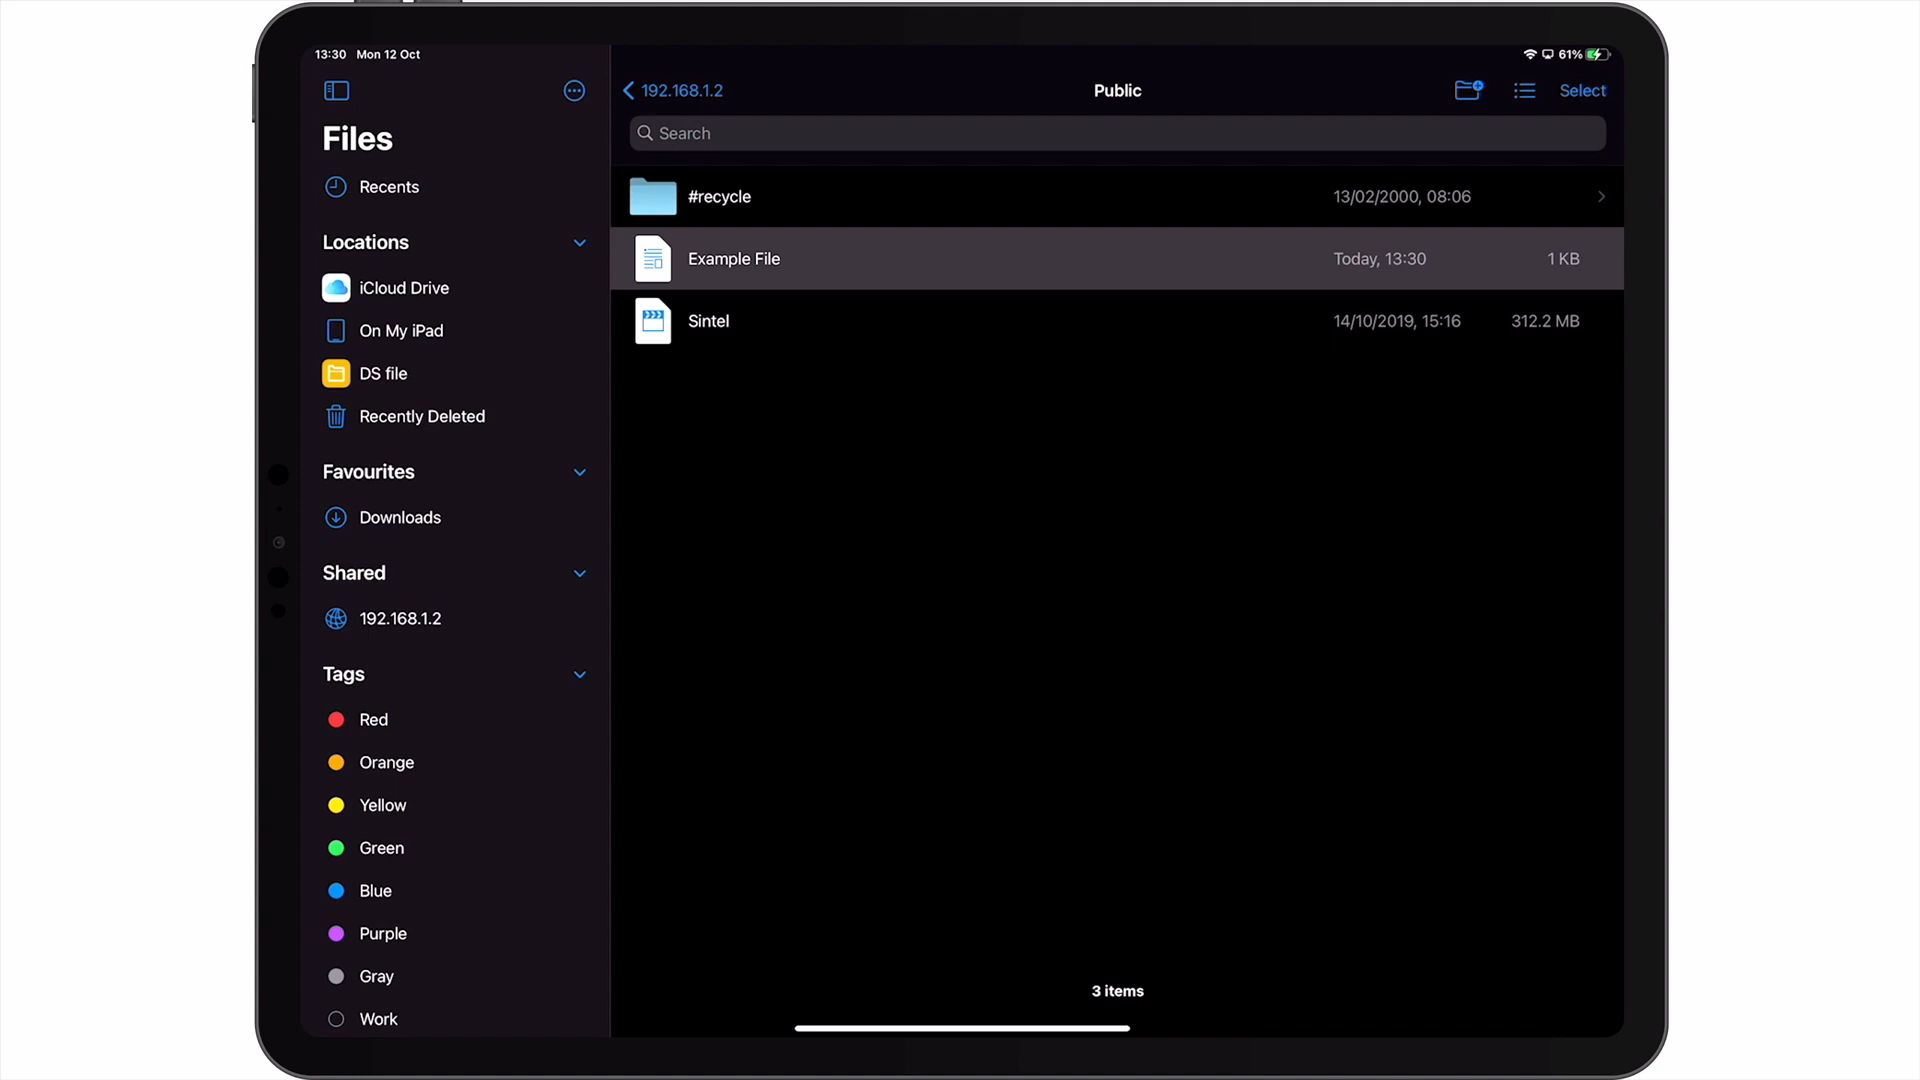 13:30 Mon 12 Oct
61%
Files
Recents
Locations
iCloud Drive
On My iPad
DS file
Recently Deleted
Favourites
Downloads
Shared
192.168.1.2
Tags
Red
Orange
Yellow
Green
Blue
Purple
Gray
Work
192.168.1.2 Public Select
Search
#recycle 13/02/2000, 08:06
Example File Today, 13:30 1 KB
Sintel 14/10/2019, 15:16 312.2 MB
3 items